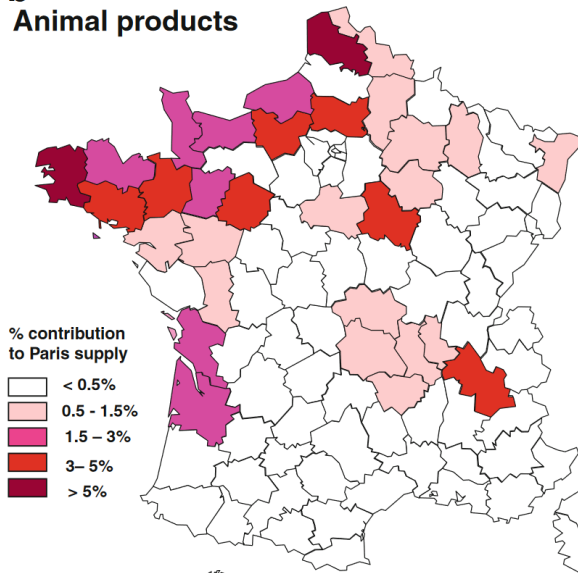 Animal products
% contribution
to Paris supply
< 0.5%
0.5 - 1.5%
1.5 – 3%
3– 5%
> 5%